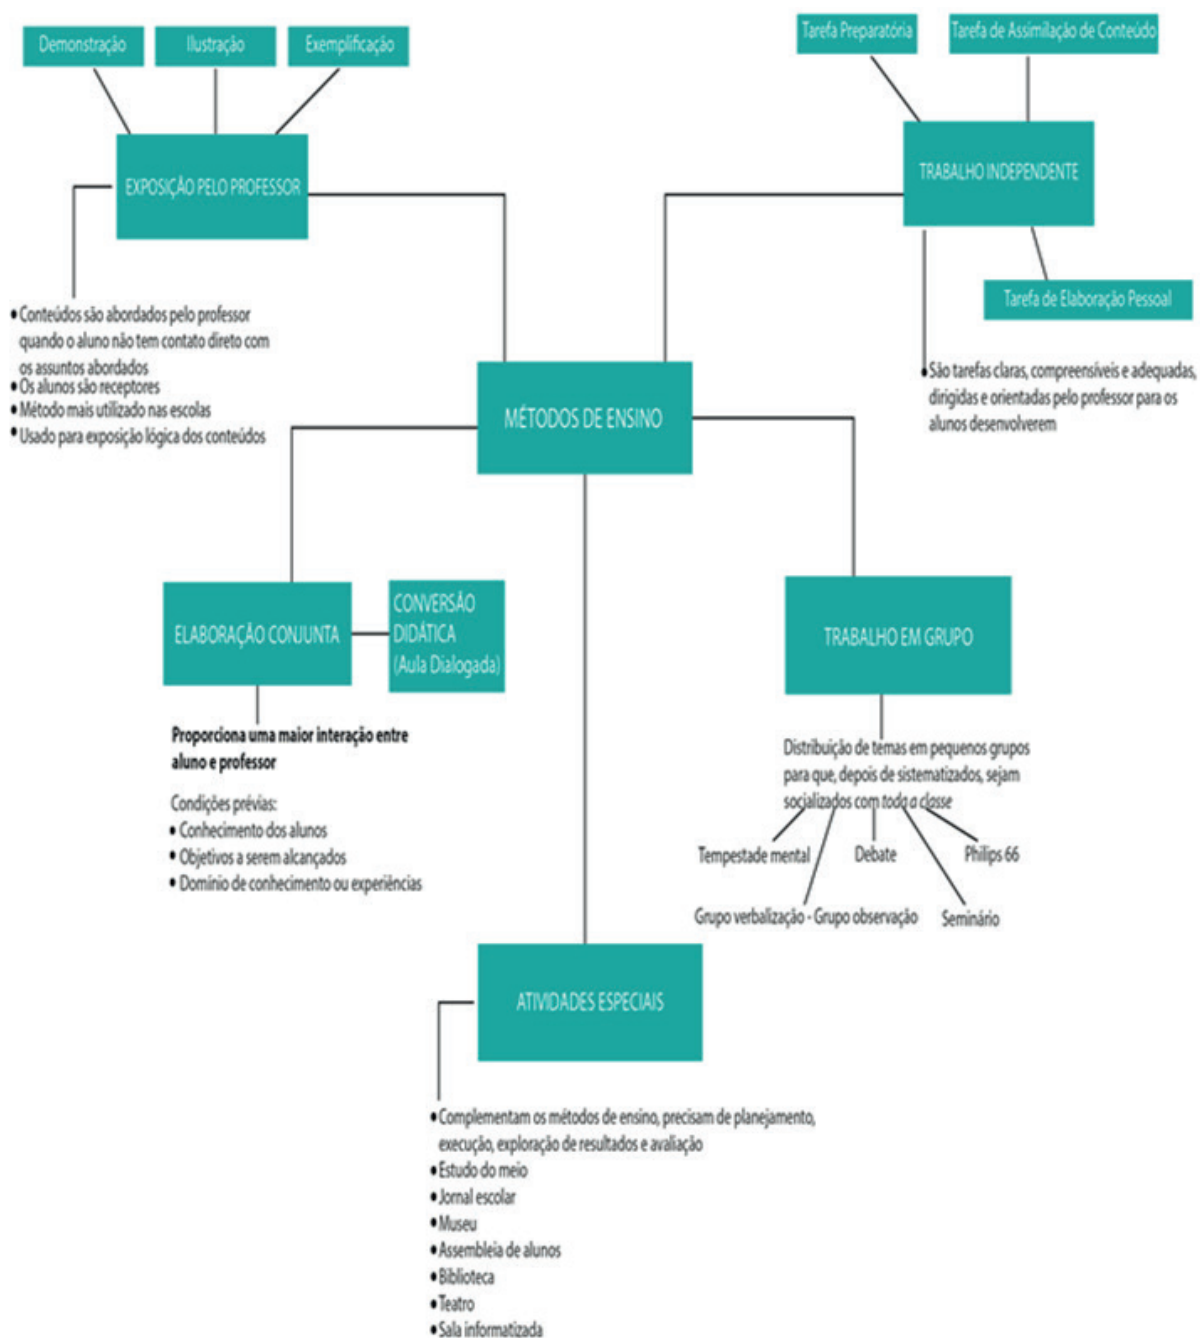 Demonstração
Ilustração
Exemplificação
Tarefa Preparatória
Tarefa de Assimilação de Conteúdo
EXPOSIÇÃO PELO PROFESSOR
TRABALHO INDEPENDENTE
Tarefa de Elaboração Pessoal
• Conteúdos são abordados pelo professor
quando o aluno não tem contato direto com
os assuntos abordados
• Os alunos são receptores
• Método mais utilizado nas escolas
• Usado para exposição lógica dos conteúdos
• São tarefas claras, compreensíveis e adequadas,
dirigidas e orientadas pelo professor para os
alunos desenvolverem
MÉTODOS DE ENSINO
ELABORAÇÃO CONJUNTA
CONVERSÃO
DIDÁTICA
(Aula Dialogada)
TRABALHO EM GRUPO
Proporciona uma maior interação entre
aluno e professor
Condições prévias:
• Conhecimento dos alunos
• Objetivos a serem alcançados
• Domínio de conhecimento ou experiências
Distribuição de temas em pequenos grupos
para que, depois de sistematizados, sejam
socializados com toda a classe
Tempestade mental
Debate
Philips 66
Grupo verbalização - Grupo observação
Seminário
ATIVIDADES ESPECIAIS
• Complementam os métodos de ensino, precisam de planejamento,
execução, exploração de resultados e avaliação
• Estudo do meio
• Jornal escolar
• Museu
• Assembleia de alunos
• Biblioteca
• Teatro
• Sala informatizada